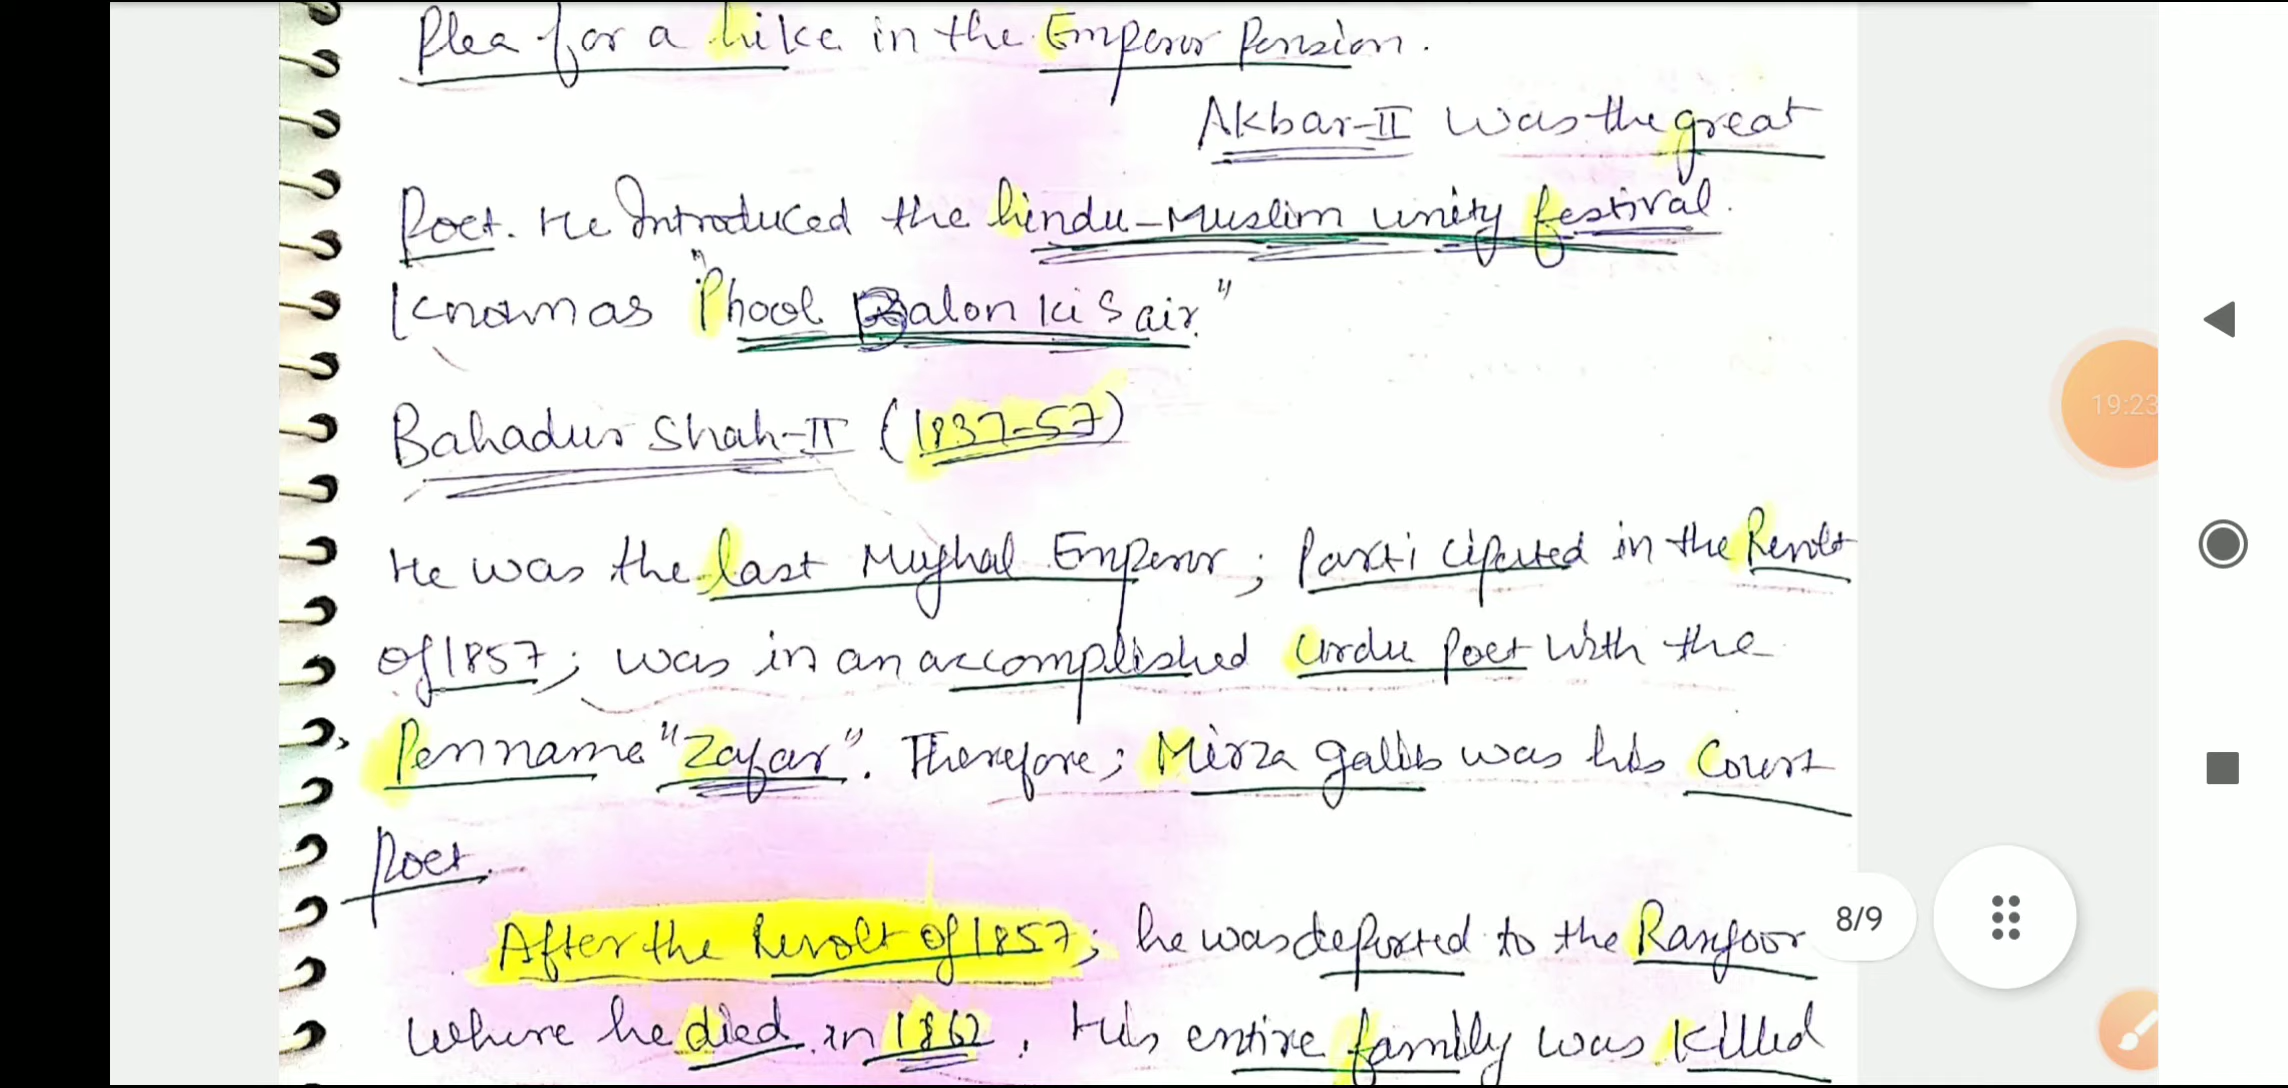 Plea for a hike in the Emperor Pension.
Akbar-II was the great
Poet. He Introduced the hindu-Muslim unity festival.
Known as "Phool Balon ki Sair"
Bahadur Shah-II (1837-57)
He was the last Mughal Emperor; Participated in the Revolt
of 1857; was in an accomplished urdu Poet with the
Pen name "Zafar". Therefore; Mirza galib was his Court
Poet.
After the Revolt of 1857; he was deported to the Rangoor
where he died in 1862. His entire family was killed
19:23
8/9